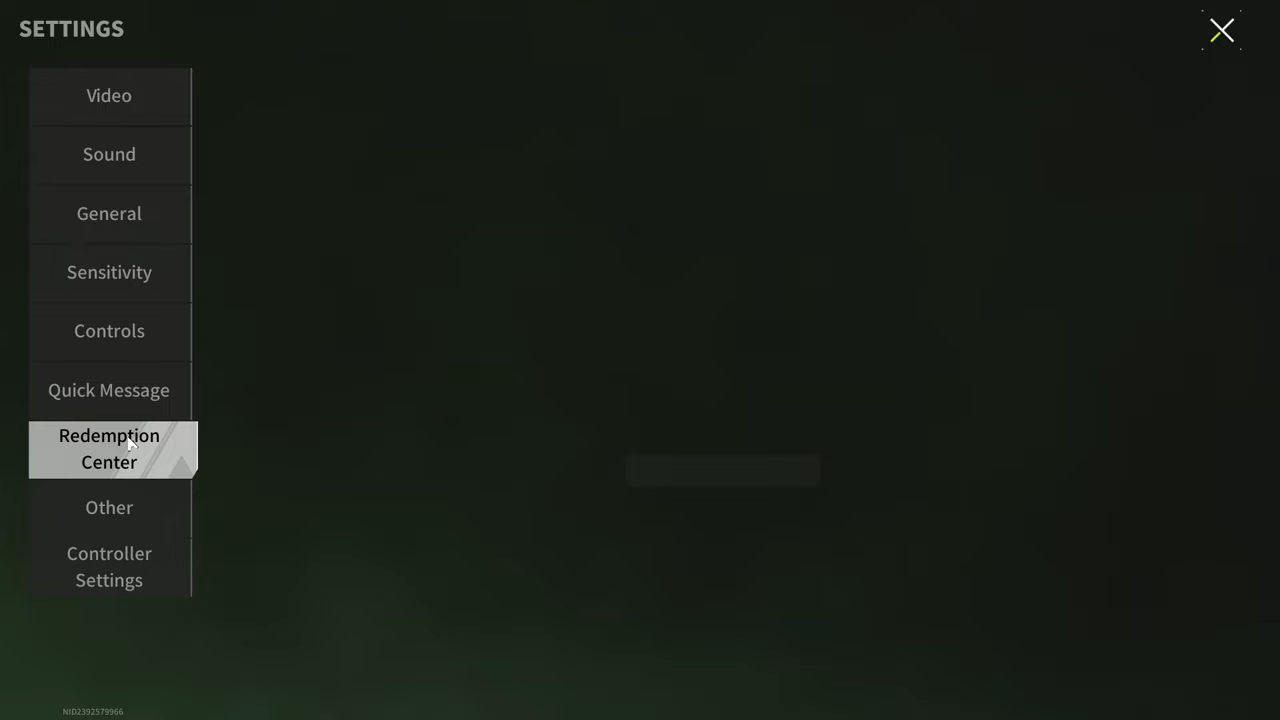 SETTINGS
Video
Sound
General
Sensitivity
Controls
Quick Message
Redemption
Center
Other
Controller
Settings
NID2392579966